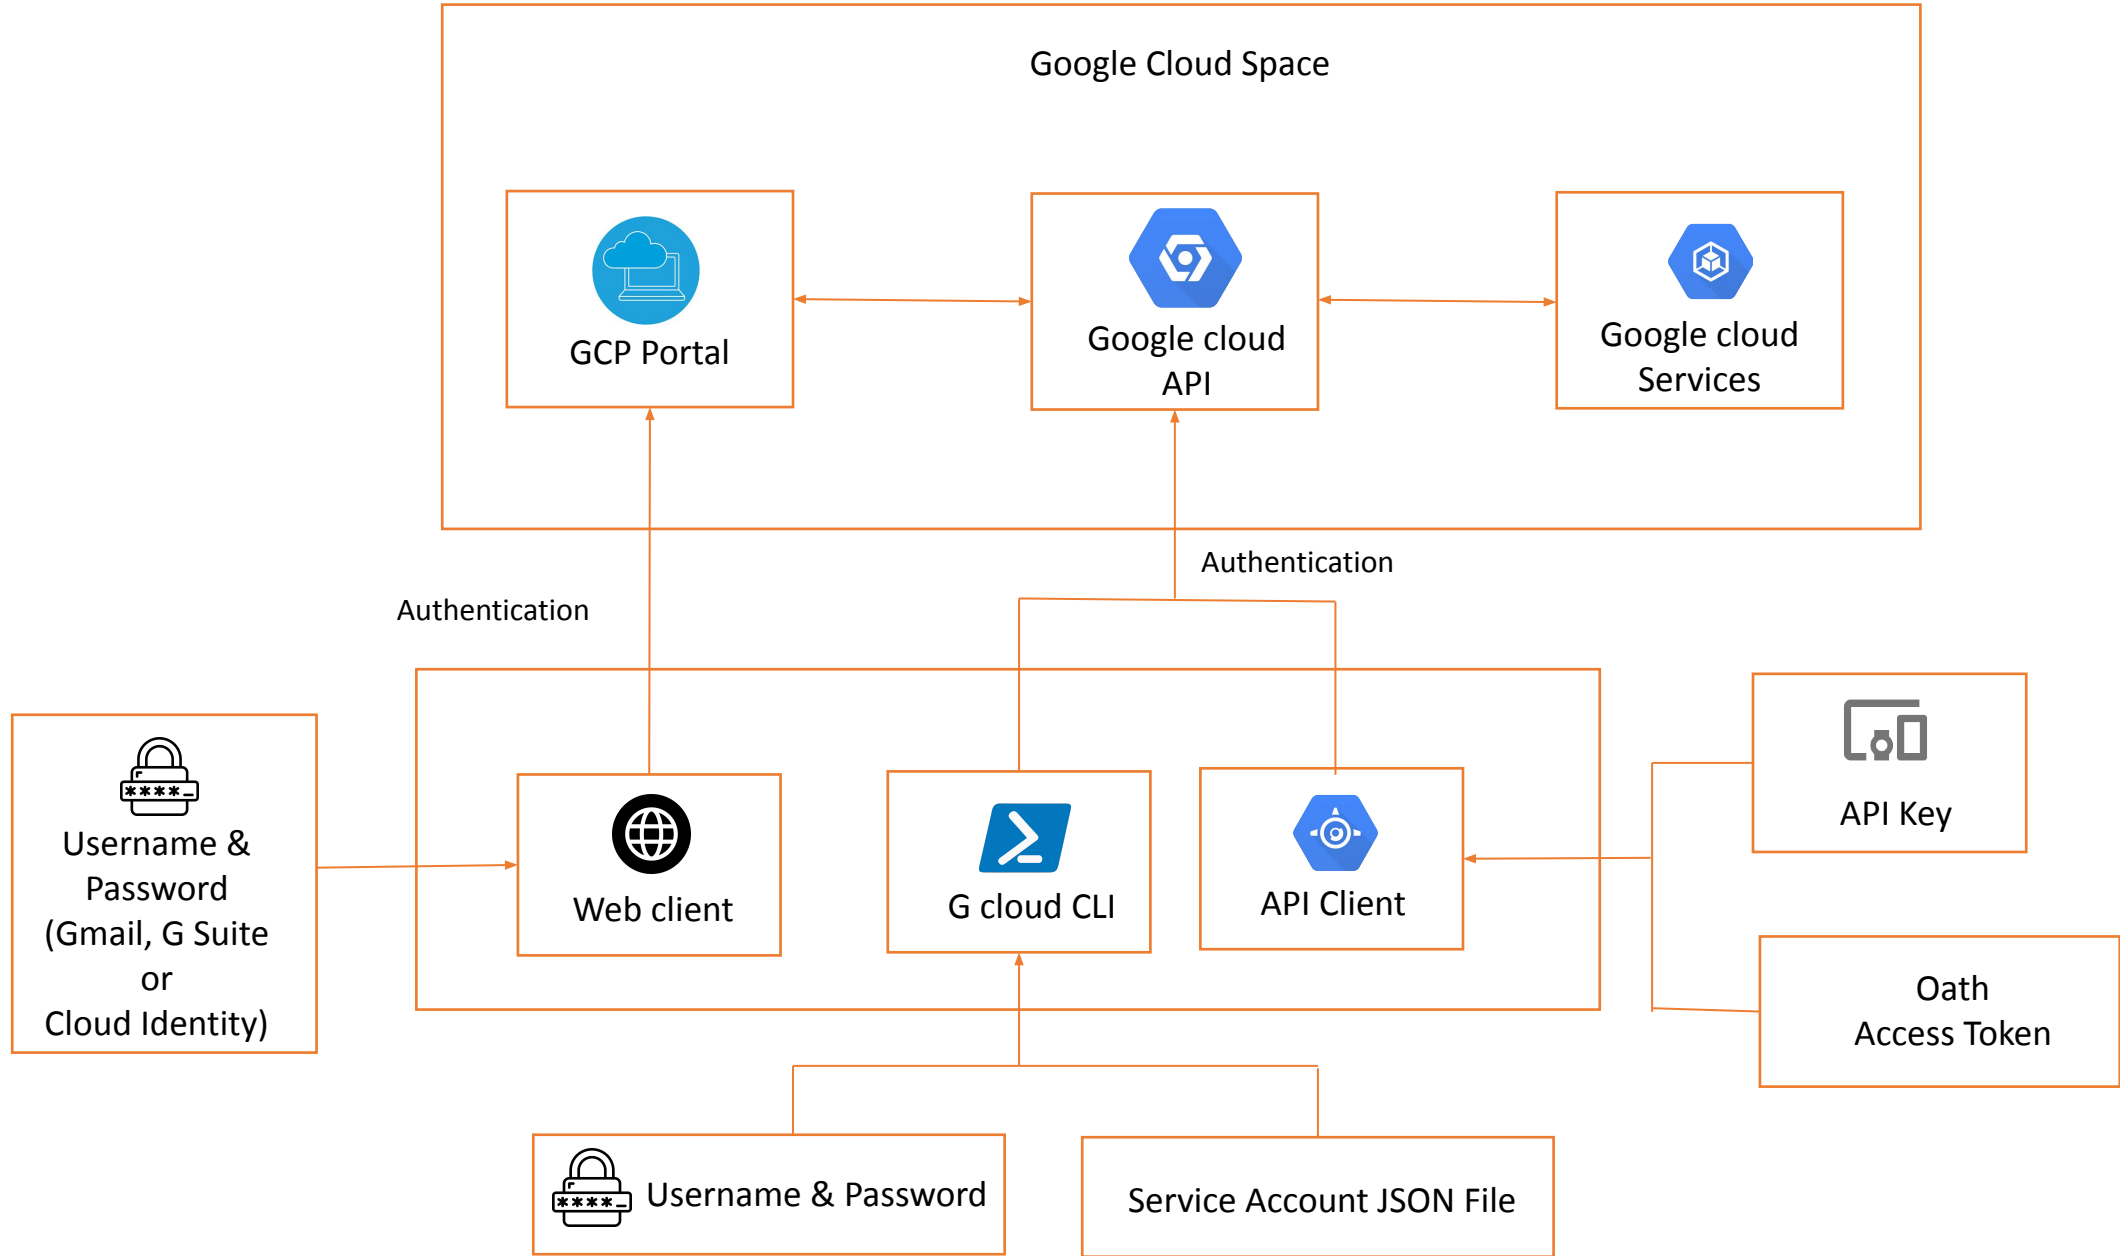 Google Cloud Space
GCP Portal
Google cloud
API
Google cloud
Services
Authentication
Authentication
****
Username &
Password
(Gmail, G Suite
or
Cloud Identity)
Web client
G cloud CLI
API Client
API Key
Oath
Access Token
****
Username & Password
Service Account JSON File